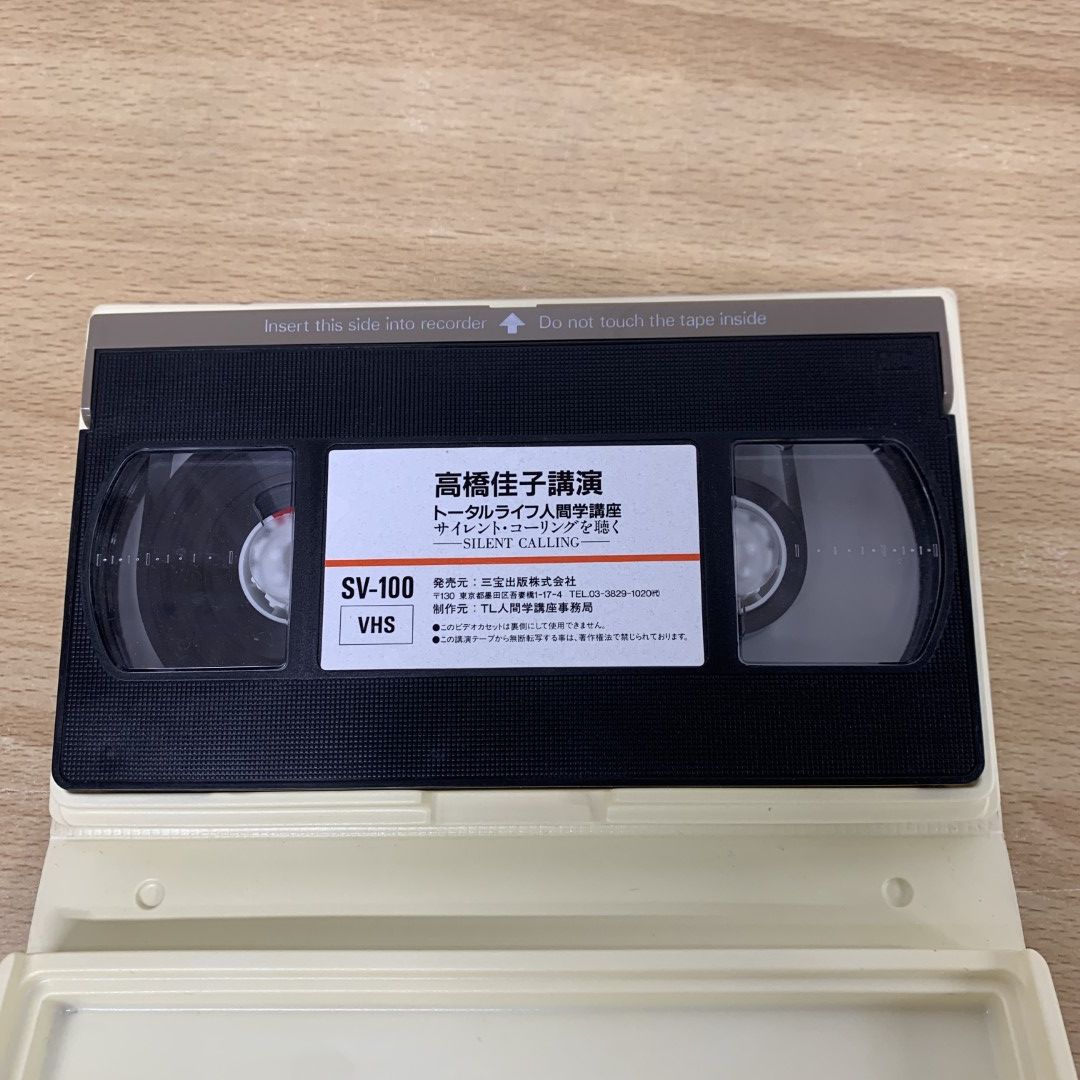 Insert this side into recorder ↑ Do not touch the tape inside
高橋佳子講演
トータルライフ人間学講座
サイレント・コーリングを聴く
SILENT CALLING
SV-100
VHS
発売元：三宝出版株式会社
〒130 東京都墨田区吾妻橋1-17-4 TEL.03-3829-1020㈹
制作元：TL人間学講座事務局
●このビデオカセットは裏側にして使用できません。
●この講演テープから無断転写する事は、著作権法で禁じられております。